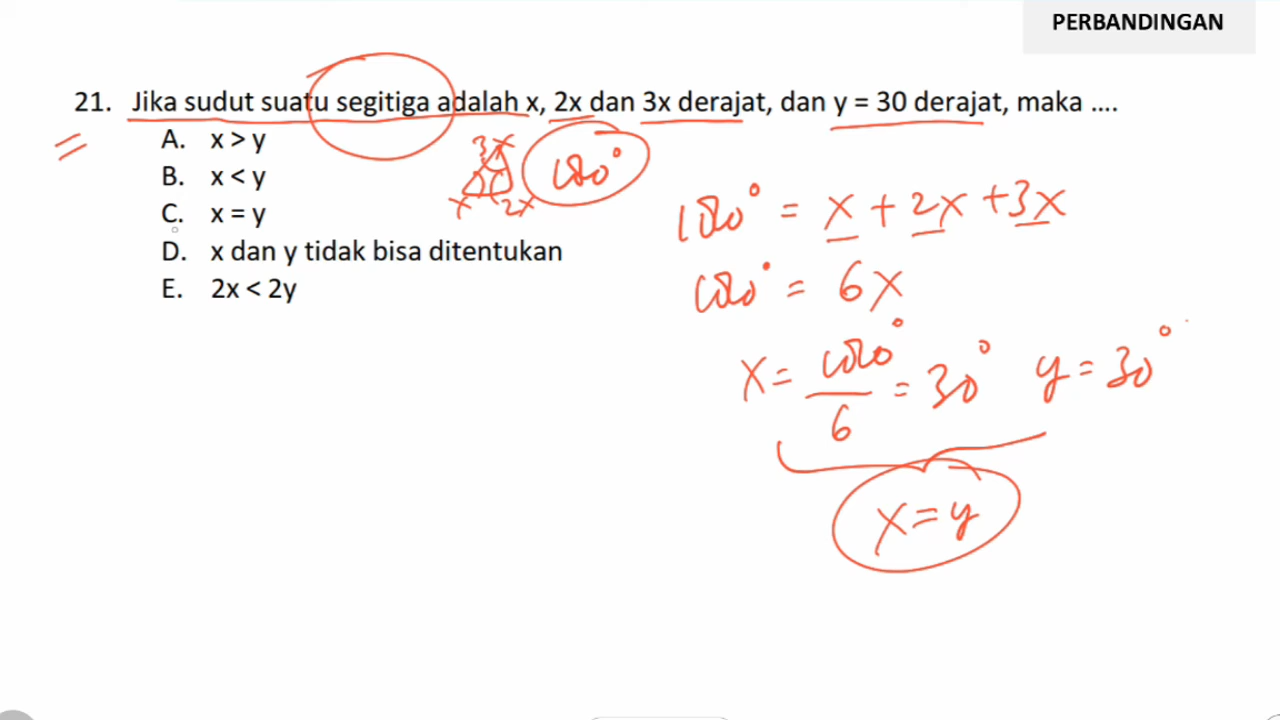 PERBANDINGAN
21. Jika sudut suatu segitiga adalah x, 2x dan 3x derajat, dan y = 30 derajat, maka ....
A. x > y
B. x < y
C. x = y
D. x dan y tidak bisa ditentukan
E. 2x < 2y
3x
x 2x
180°
180° = x + 2x + 3x
180° = 6x
x = 180°/6 = 30° y = 30°
x = y